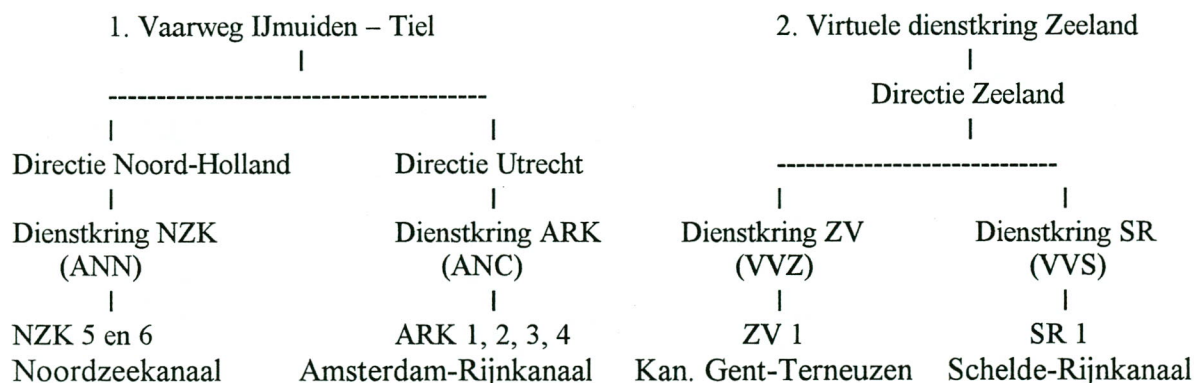 1. Vaarweg IJmuiden – Tiel
Directie Noord-Holland Directie Utrecht
Dienstkring NZK Dienstkring ARK
(ANN) (ANC)
NZK 5 en 6 ARK 1, 2, 3, 4
Noordzeekanaal Amsterdam-Rijnkanaal
2. Virtuele dienstkring Zeeland
Directie Zeeland
Dienstkring ZV Dienstkring SR
(VVZ) (VVS)
ZV 1 SR 1
Kan. Gent-Terneuzen Schelde-Rijnkanaal